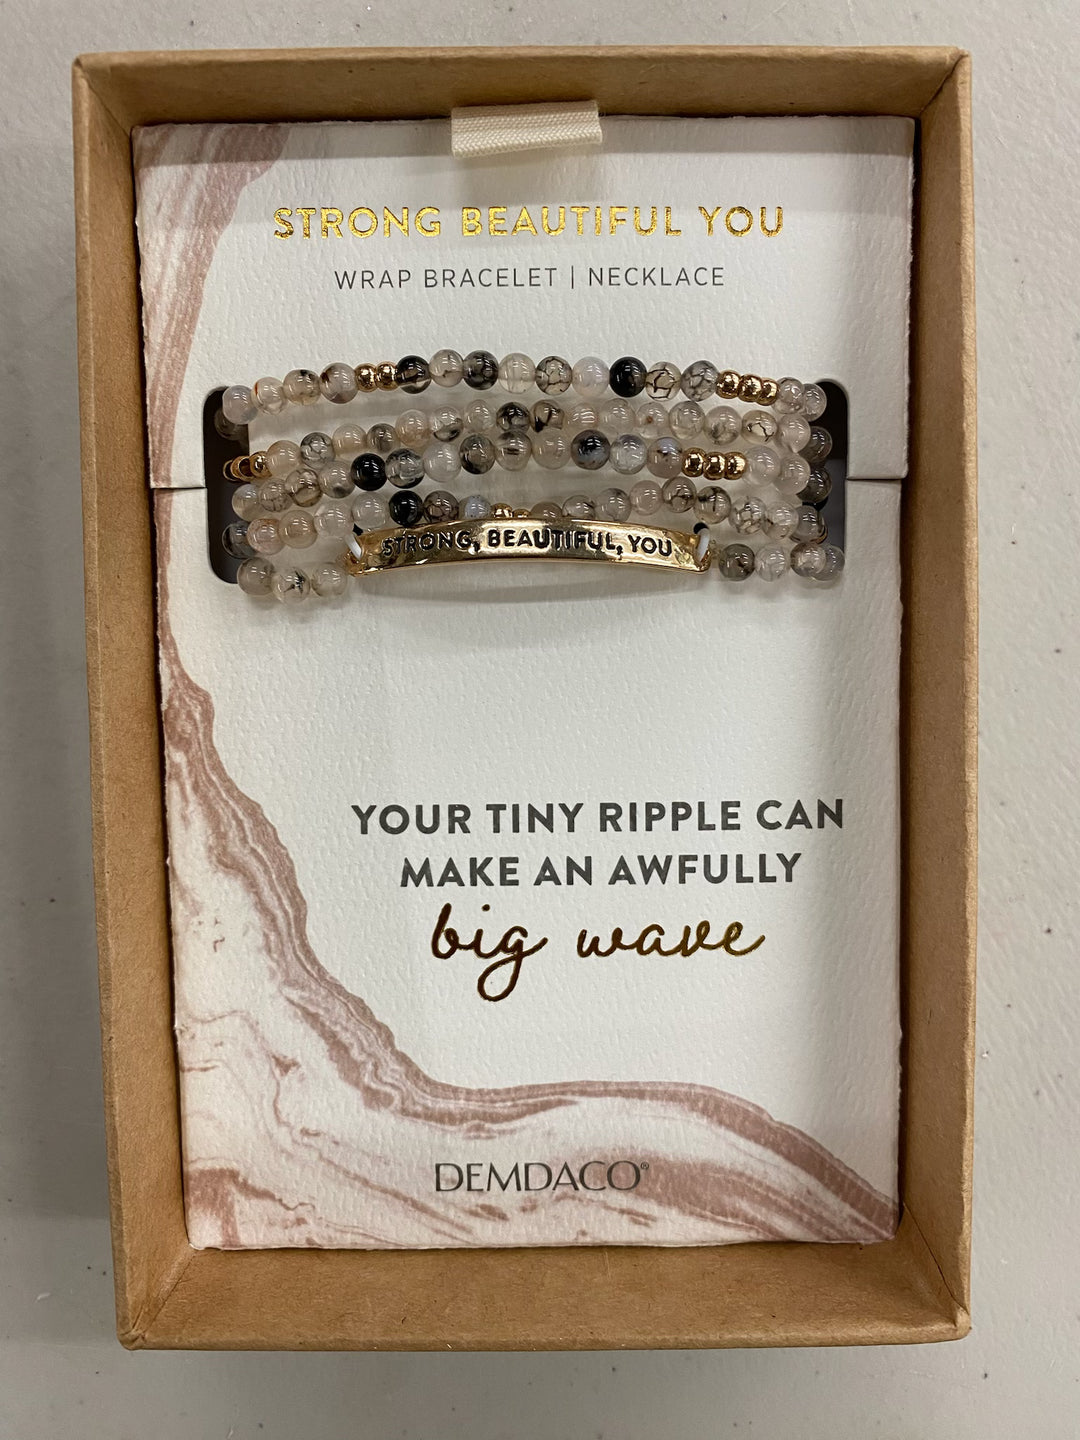 STRONG BEAUTIFUL YOU
WRAP BRACELET | NECKLACE
STRONG, BEAUTIFUL, YOU
YOUR TINY RIPPLE CAN
MAKE AN AWFULLY
big wave
DEMDACO®